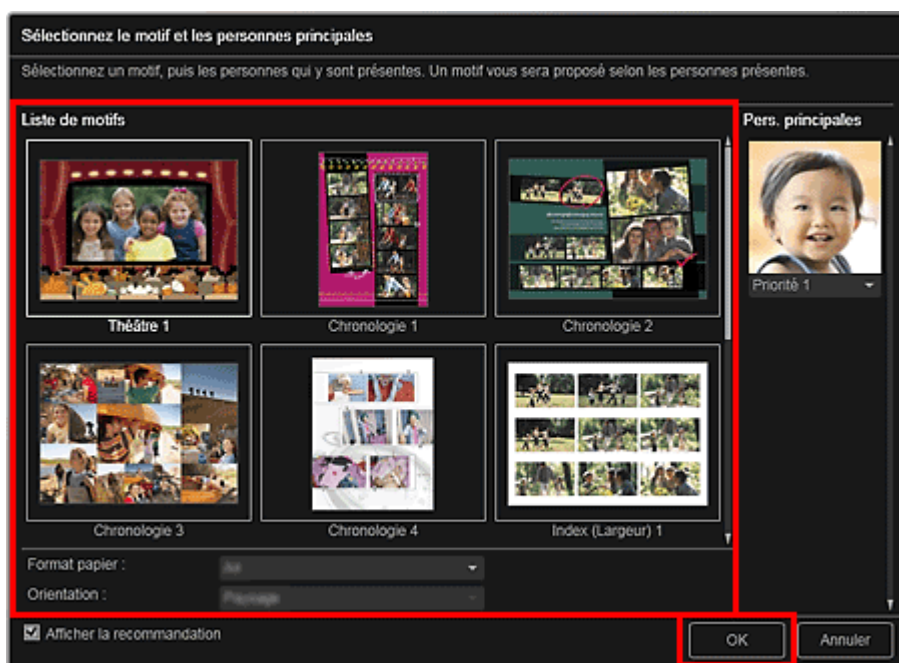 Sélectionnez le motif et les personnes principales
Sélectionnez un motif, puis les personnes qui y sont présentes. Un motif vous sera proposé selon les personnes présentes.
Liste de motifs
Pers. principales
Priorité 1
Théâtre 1
Chronologie 1
Chronologie 2
Chronologie 3
Chronologie 4
Index (Largeur) 1
Format papier :
Orientation :
Afficher la recommandation
OK
Annuler